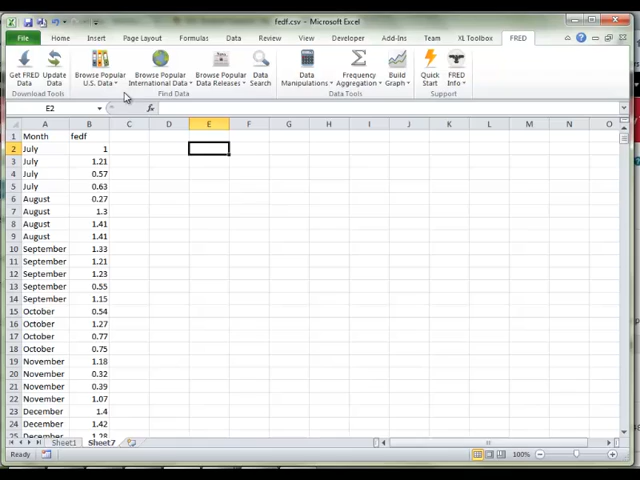 fedf.csv - Microsoft Excel
File Home Insert Page Layout Formulas Data Review View Developer Add-Ins Team XL Toolbox FRED
Get FRED Data
Update Data
Browse Popular U.S. Data
Browse Popular International Data
Browse Popular Data Releases
Data Search
Data Manipulations
Frequency Aggregation
Build Graph
Quick Start
FRED Info
Download Tools Find Data Data Tools Support
E2 fx
A B C D E F G H I J K L M N O
1 Month fedf
2 July 1
3 July 1.21
4 July 0.57
5 July 0.63
6 August 0.27
7 August 1.3
8 August 1.41
9 August 1.41
10 September 1.33
11 September 1.21
12 September 1.23
13 September 0.55
14 September 1.15
15 October 0.54
16 October 1.27
17 October 0.77
18 October 0.75
19 November 1.18
20 November 0.32
21 November 0.39
22 November 1.07
23 December 1.4
24 December 1.42
25 December 1.28
Sheet1 Sheet7
Ready 100%